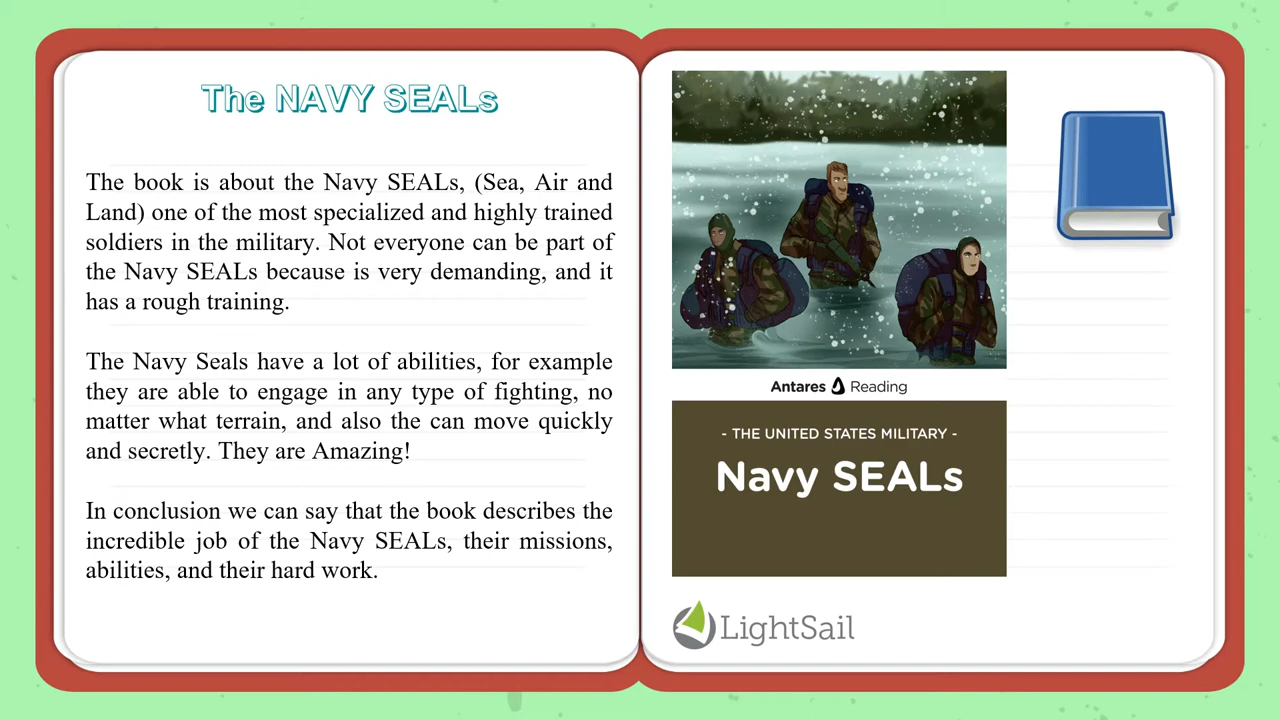 The NAVY SEALs
The book is about the Navy SEALs, (Sea, Air and
Land) one of the most specialized and highly trained
soldiers in the military. Not everyone can be part of
the Navy SEALs because is very demanding, and it
has a rough training.
The Navy Seals have a lot of abilities, for example
they are able to engage in any type of fighting, no
matter what terrain, and also the can move quickly
and secretly. They are Amazing!
In conclusion we can say that the book describes the
incredible job of the Navy SEALs, their missions,
abilities, and their hard work.
Antares Reading
- THE UNITED STATES MILITARY -
Navy SEALs
LightSail